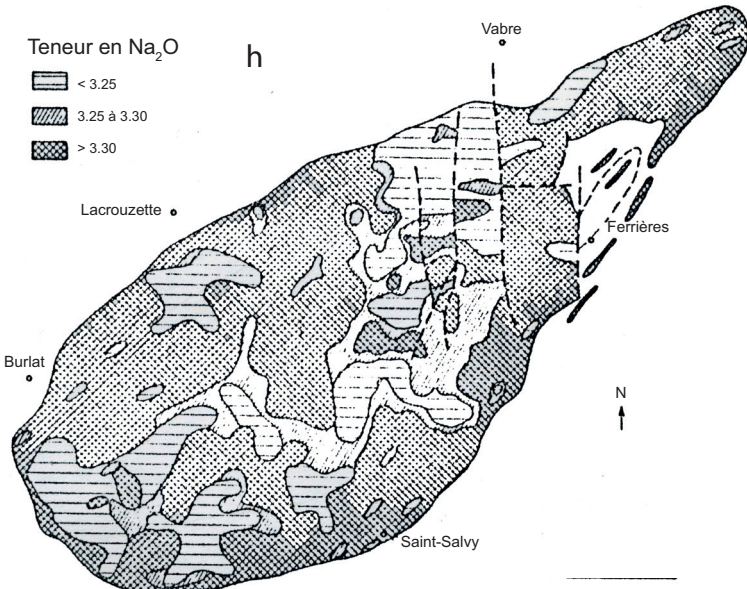 Teneur en Na₂O
h
< 3.25
3.25 à 3.30
> 3.30
Vabre
Lacrouzette
Ferrières
Burlat
N
Saint-Salvy